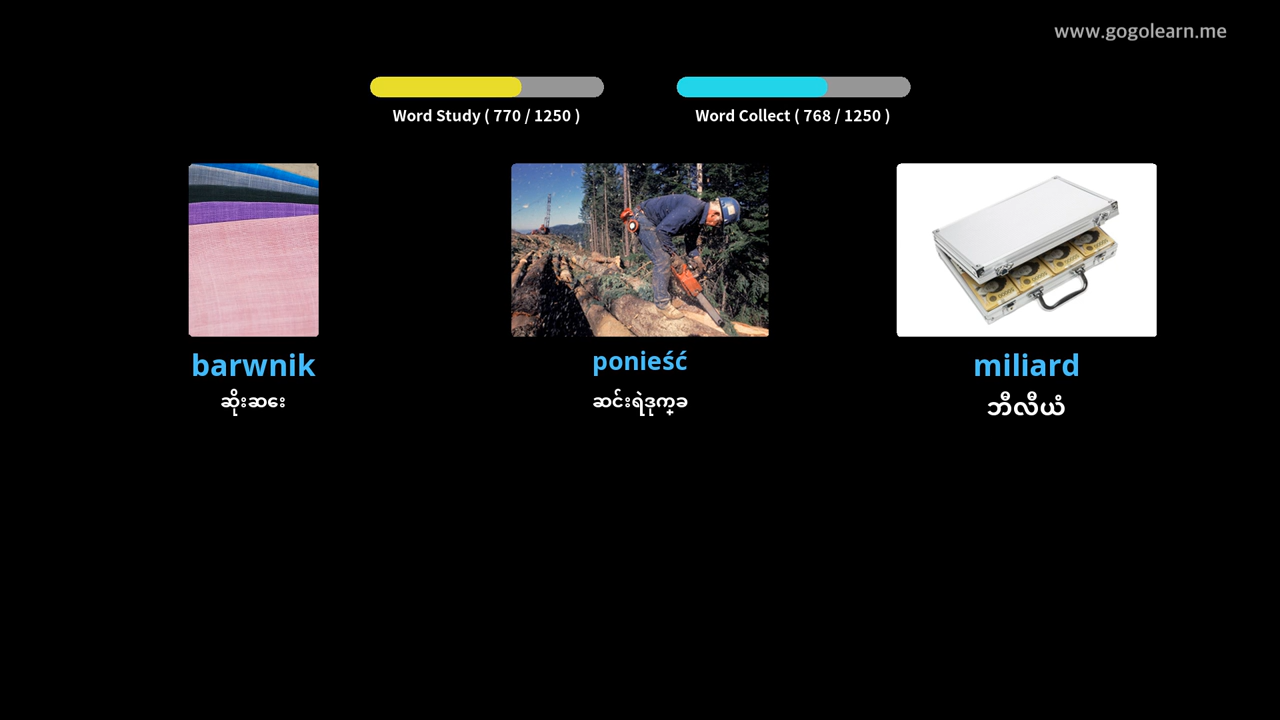 www.gogolearn.me
Word Study ( 770 / 1250 )
Word Collect ( 768 / 1250 )
barwnik
ဆိုးဆေး
ponieść
ဆင်းရဲဒုက္ခ
miliard
ဘီလီယံ